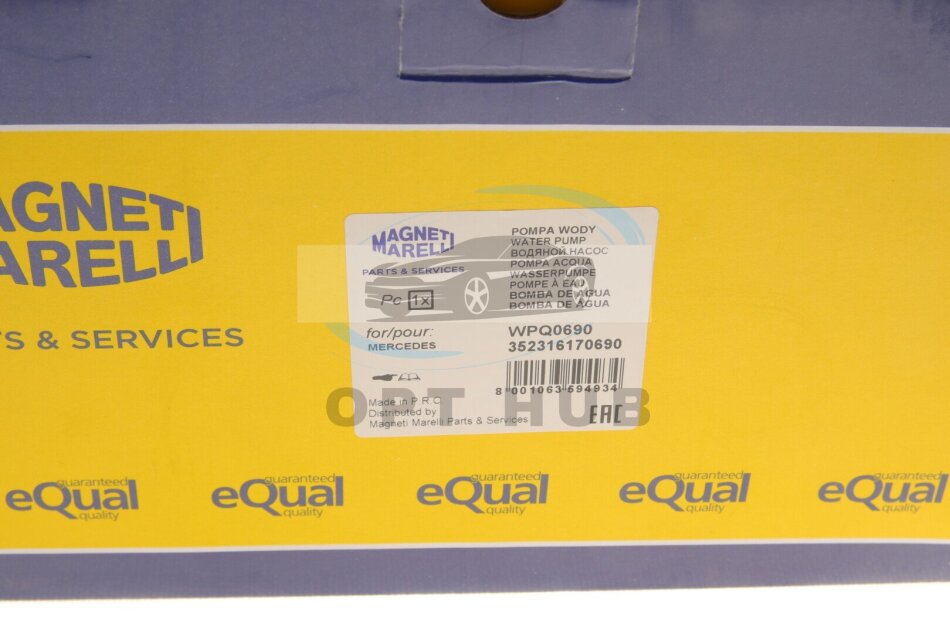 MAGNETI
MARELLI
PARTS & SERVICES
MAGNETI
MARELLI
PARTS & SERVICES
Pc 1x
for/pour:
MERCEDES
Made in P.R.C.
Distributed by
Magneti Marelli Parts & Services
POMPA WODY
WATER PUMP
ВОДЯНОЙ НАСОС
POMPA ACQUA
WASSERPUMPE
POMPE À EAU
BOMBA DE AGUA
BOMBA DE ÁGUA
WPQ0690
352316170690
8 001063 594934
EAC
OPT HUB
guaranteed
eQual
quality
guaranteed
eQual
quality
guaranteed
eQual
quality
guaranteed
eQual
quality
guaranteed
eQual
quality